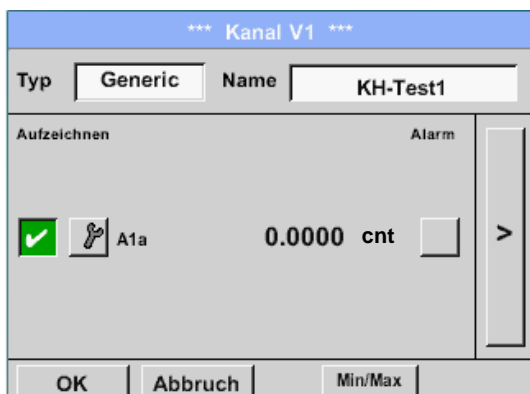 *** Kanal V1 ***
Typ Generic Name KH-Test1
Aufzeichnen Alarm
A1a 0.0000 cnt >
OK Abbruch Min/Max